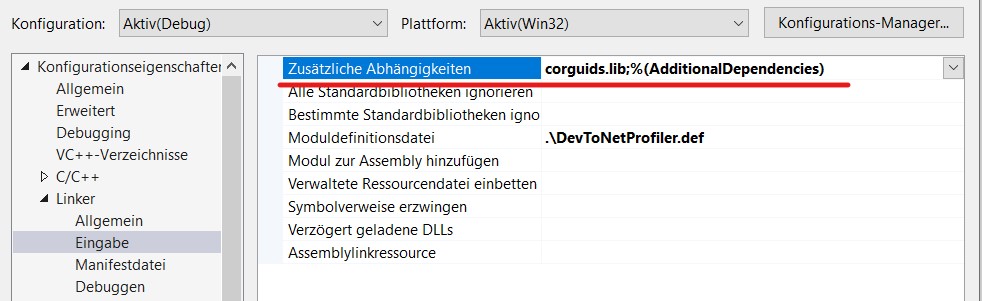 Konfiguration: Aktiv(Debug) Plattform: Aktiv(Win32) Konfigurations-Manager...
Konfigurationseigenschafter
Allgemein
Erweitert
Debugging
VC++-Verzeichnisse
C/C++
Linker
Allgemein
Eingabe
Manifestdatei
Debuggen
Zusätzliche Abhängigkeiten corguids.lib;%(AdditionalDependencies)
Alle Standardbibliotheken ignorieren
Bestimmte Standardbibliotheken igno
Moduldefinitionsdatei .\DevToNetProfiler.def
Modul zur Assembly hinzufügen
Verwaltete Ressourcendatei einbetten
Symbolverweise erzwingen
Verzögert geladene DLLs
Assemblylinkressource